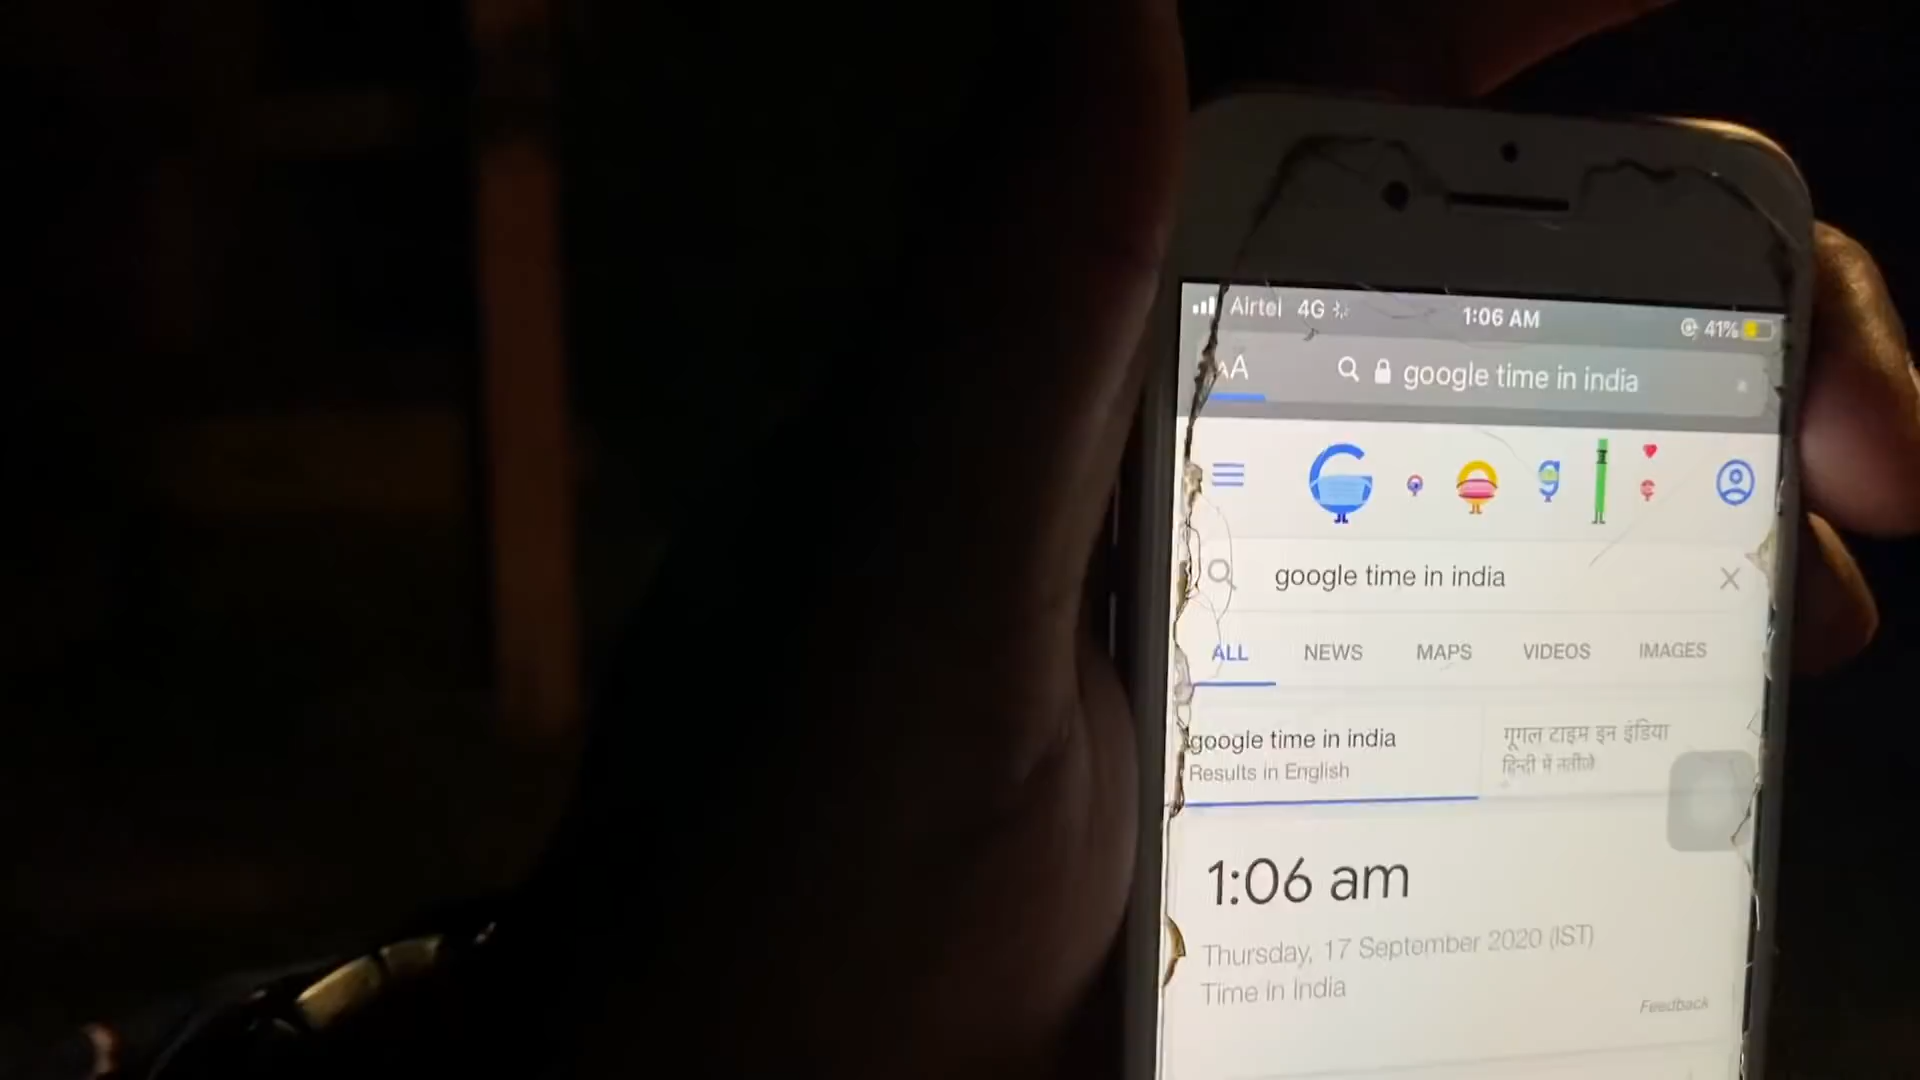 Airtel 4G 1:06 AM 41%
AA google time in india
google time in india
ALL NEWS MAPS VIDEOS IMAGES
google time in india
Results in English
गूगल टाइम इन इंडिया
हिन्दी में नतीजे
1:06 am
Thursday, 17 September 2020 (IST)
Time in India
Feedback